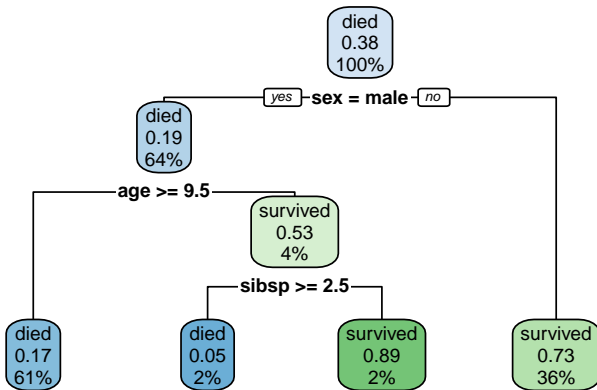 died
0.38
100%
yes sex = male no
died
0.19
64%
age >= 9.5
survived
0.53
4%
sibsp >= 2.5
died
0.17
61%
died
0.05
2%
survived
0.89
2%
survived
0.73
36%